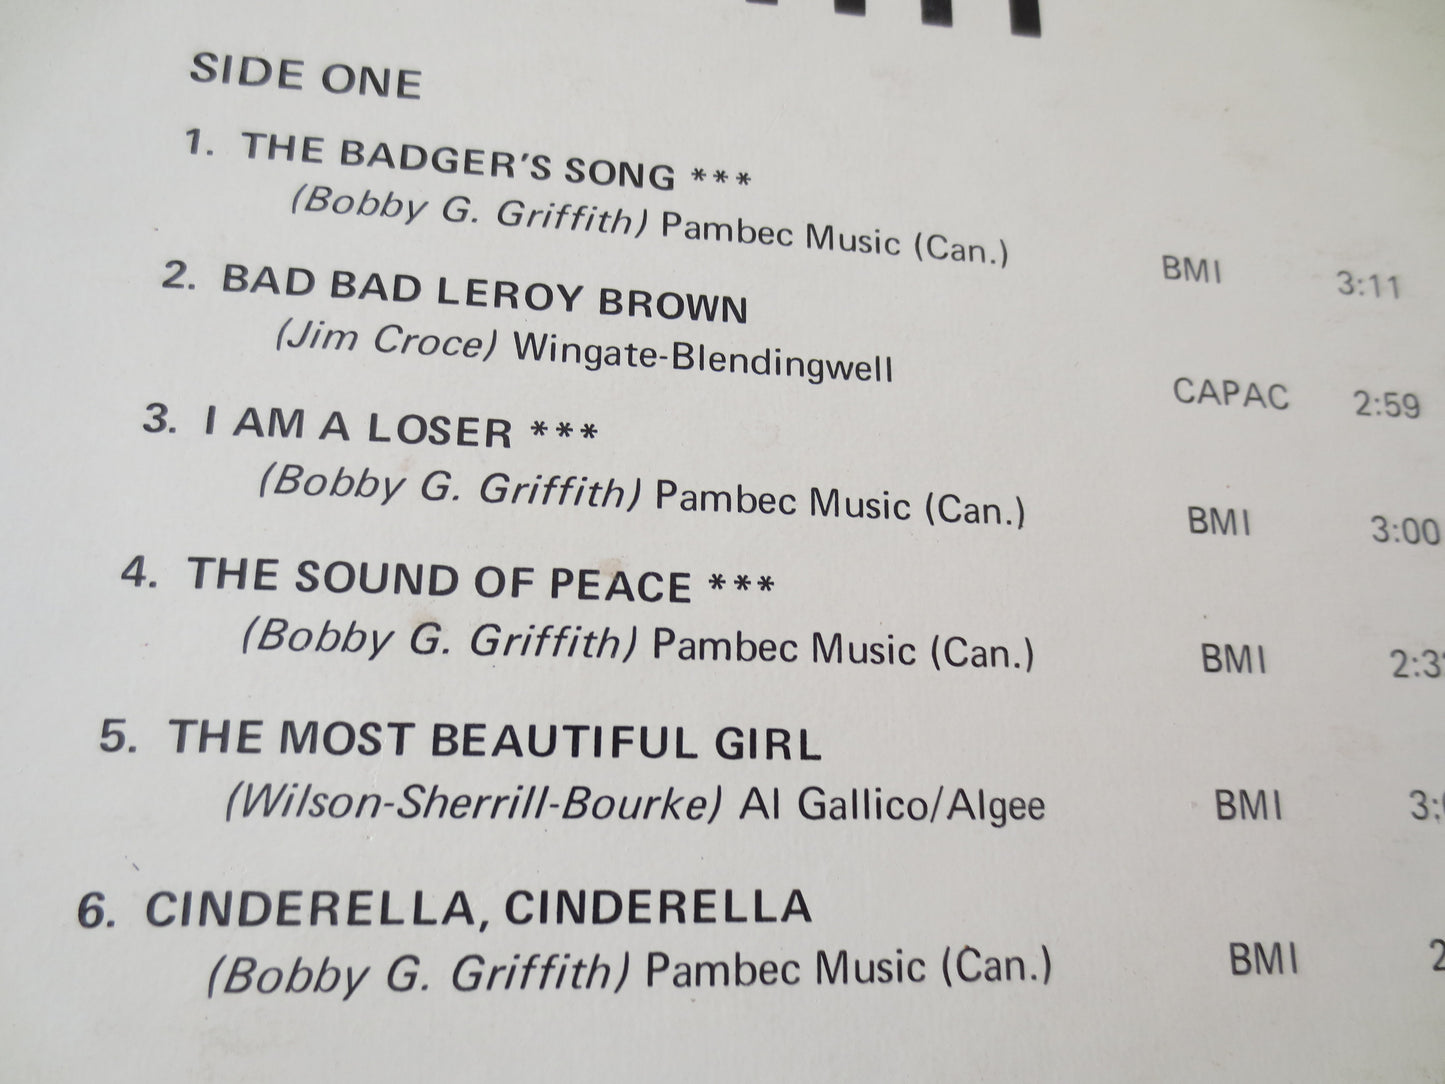 SIDE ONE
1. THE BADGER'S SONG ***
(Bobby G. Griffith) Pambec Music (Can.) BMI 3:11
2. BAD BAD LEROY BROWN
(Jim Croce) Wingate-Blendingwell CAPAC 2:59
3. I AM A LOSER ***
(Bobby G. Griffith) Pambec Music (Can.) BMI 3:00
4. THE SOUND OF PEACE ***
(Bobby G. Griffith) Pambec Music (Can.) BMI
5. THE MOST BEAUTIFUL GIRL
(Wilson-Sherrill-Bourke) Al Gallico/Algee BMI
6. CINDERELLA, CINDERELLA
(Bobby G. Griffith) Pambec Music (Can.) BMI